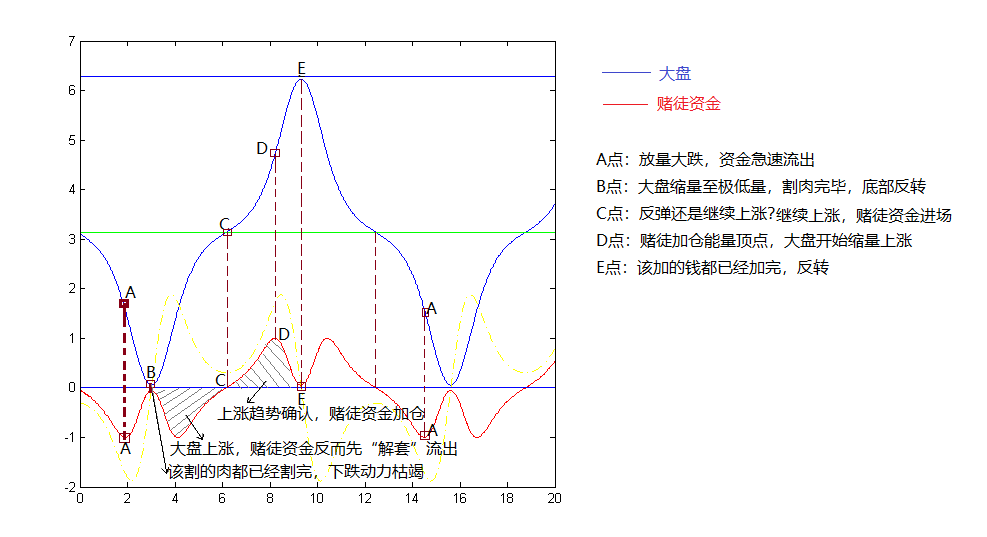 7
6
5
4
3
2
1
0
-1
-2
0
2
4
6
8
10
12
14
16
18
20
E
D
C
A
A
B
D
C
E
A
A
上涨趋势确认，赌徒资金加仓
大盘上涨，赌徒资金反而先“解套”流出
该割的肉都已经割完，下跌动力枯竭
大盘
赌徒资金
A点：放量大跌，资金急速流出
B点：大盘缩量至极低量，割肉完毕，底部反转
C点：反弹还是继续上涨?继续上涨，赌徒资金进场
D点：赌徒加仓能量顶点，大盘开始缩量上涨
E点：该加的钱都已经加完，反转